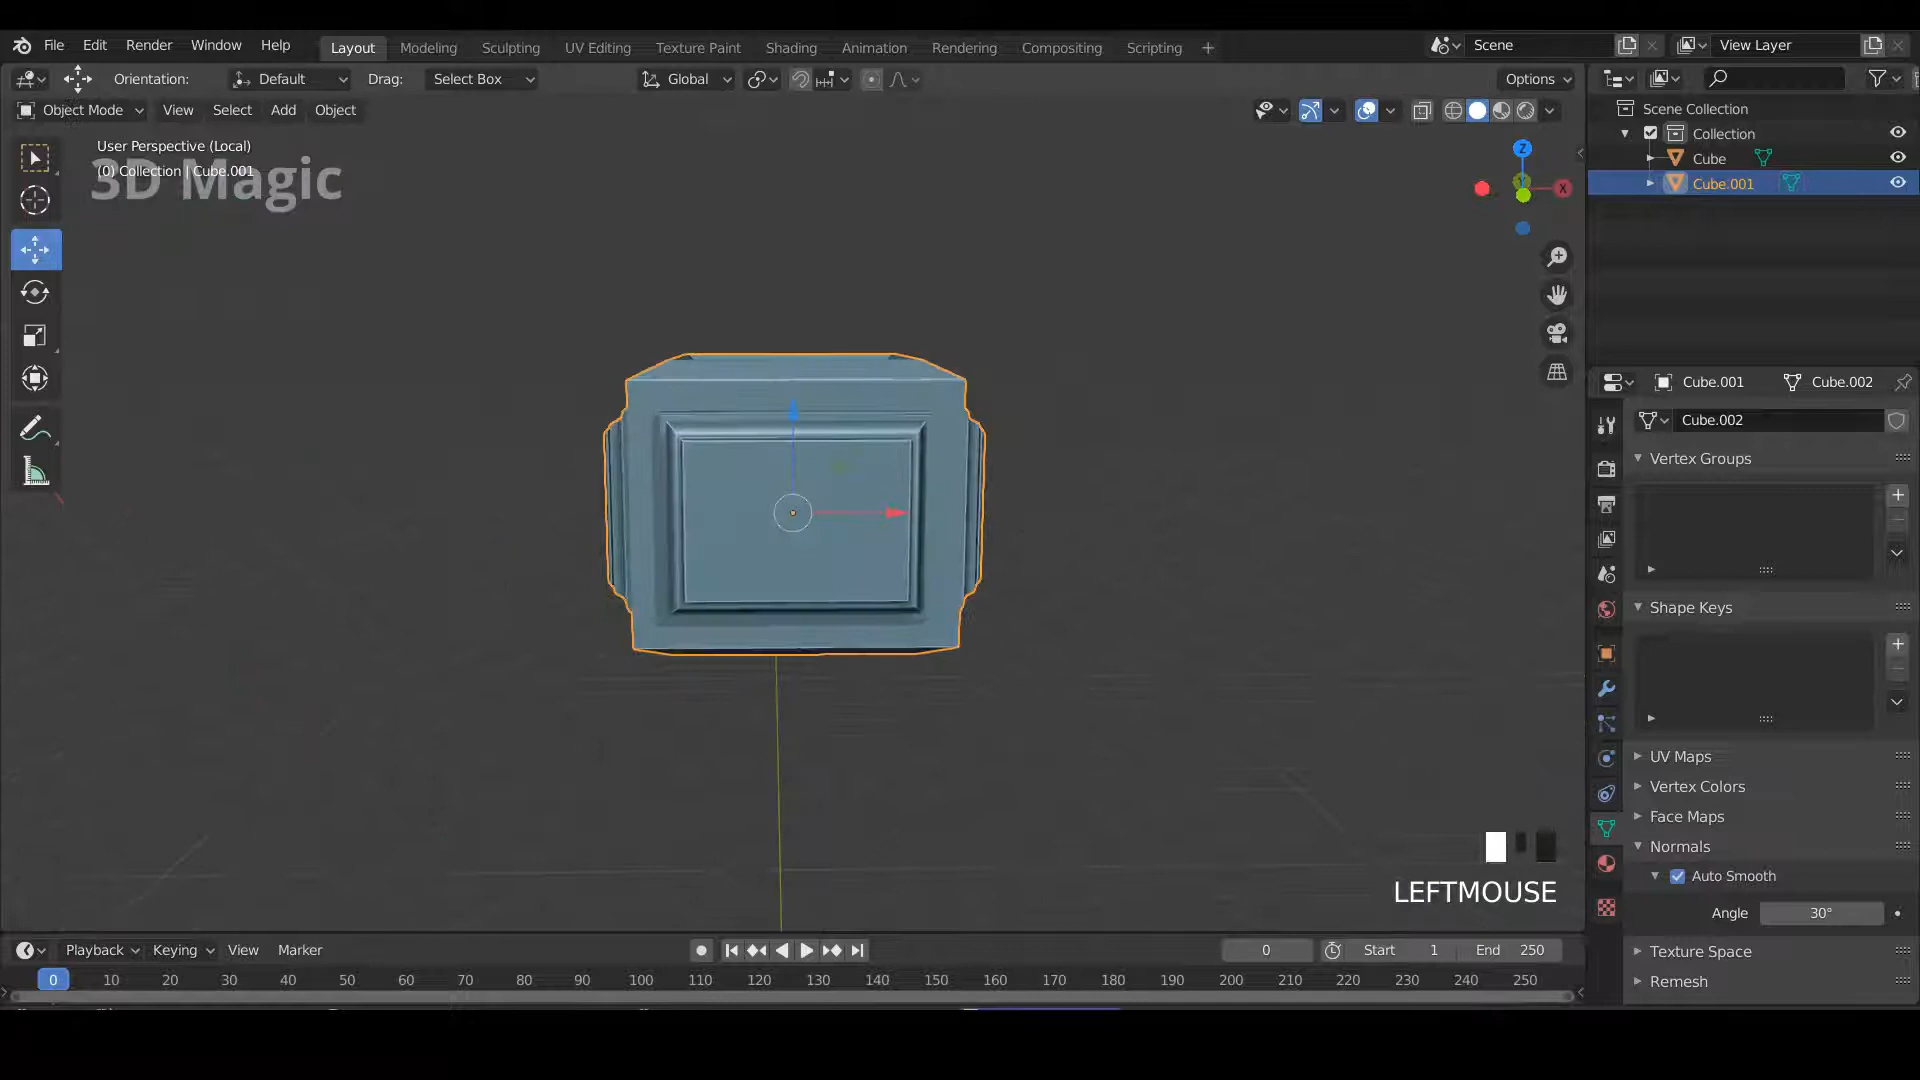 File Edit Render Window Help Layout Modeling Sculpting UV Editing Texture Paint Shading Animation Rendering Compositing Scripting + Scene View Layer
Orientation: Default Drag: Select Box Global Options
Object Mode View Select Add Object
User Perspective (Local)
(0) Collection | Cube.001
3D Magic
Z
X
Scene Collection
Collection
Cube
Cube.001
Cube.001 Cube.002
Cube.002
Vertex Groups
Shape Keys
UV Maps
Vertex Colors
Face Maps
Normals
Auto Smooth
Angle 30°
Texture Space
Remesh
LEFTMOUSE
Playback Keying View Marker 0 Start 1 End 250
0 10 20 30 40 50 60 70 80 90 100 110 120 130 140 150 160 170 180 190 200 210 220 230 240 250